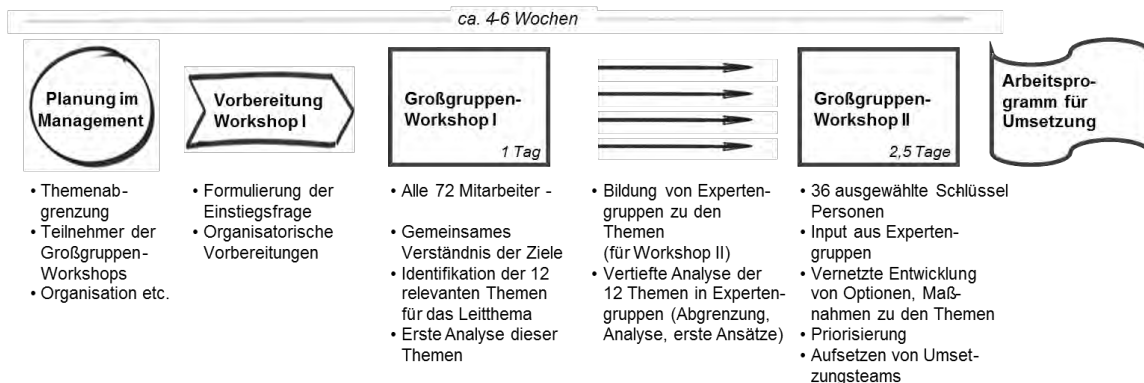 ca. 4-6 Wochen
Planung im
Management
• Themenab-
grenzung
• Teilnehmer der
Großgruppen-
Workshops
• Organisation etc.
Vorbereitung
Workshop I
• Formulierung der
Einstiegsfrage
• Organisatorische
Vorbereitungen
Großgruppen-
Workshop I
1 Tag
• Alle 72 Mitarbeiter -
• Gemeinsames
Verständnis der Ziele
• Identifikation der 12
relevanten Themen
für das Leitthema
• Erste Analyse dieser
Themen
• Bildung von Experten-
gruppen zu den
Themen
(für Workshop II)
• Vertiefte Analyse der
12 Themen in Experten-
gruppen (Abgrenzung,
Analyse, erste Ansätze)
Großgruppen-
Workshop II
2,5 Tage
• 36 ausgewählte Schlüssel
Personen
• Input aus Experten-
gruppen
• Vernetzte Entwicklung
von Optionen, Maß-
nahmen zu den Themen
• Priorisierung
• Aufsetzen von Umset-
zungsteams
Arbeitspro-
gramm für
Umsetzung